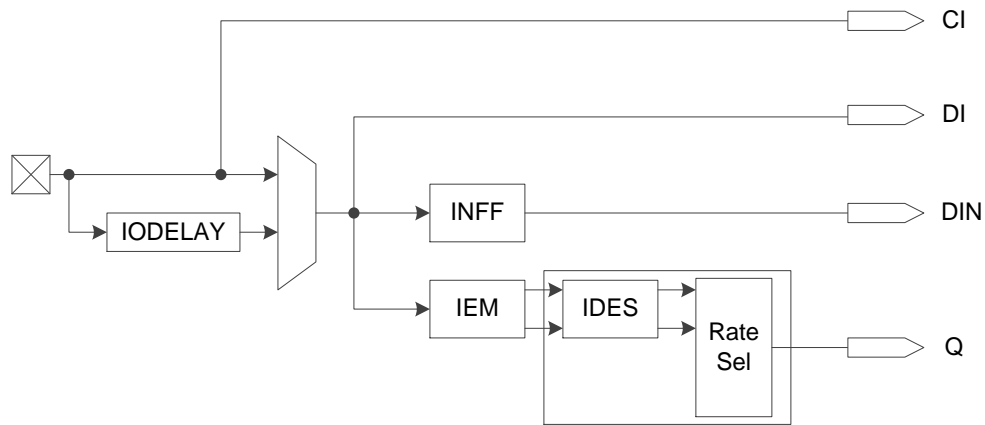 CI
DI
IODELAY
INFF
DIN
IEM
IDES
Rate
Sel
Q